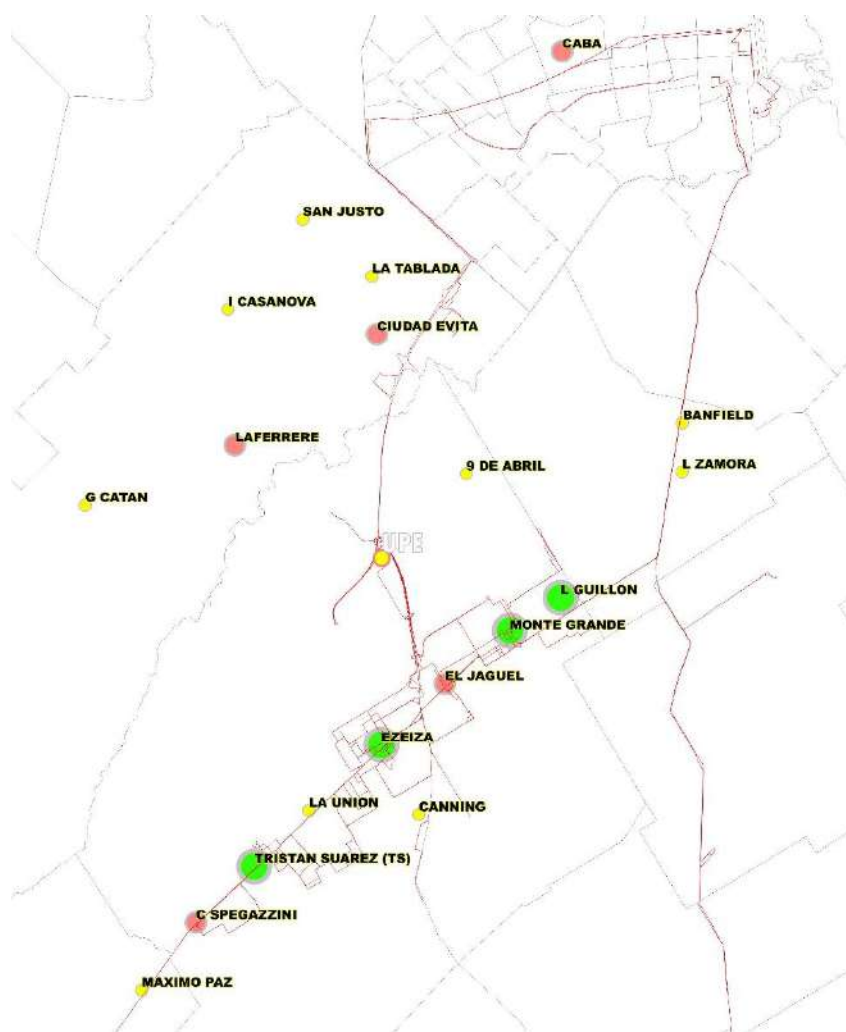 CABA
SAN JUSTO
LA TABLADA
I CASANOVA
CIUDAD EVITA
BANFIELD
LAFERRERE
9 DE ABRIL
L ZAMORA
G CATAN
UPE
L GUILLON
MONTE GRANDE
EL JAGUEL
EZEIZA
LA UNION
CANNING
TRISTAN SUAREZ (TS)
C SPEGAZZINI
MAXIMO PAZ